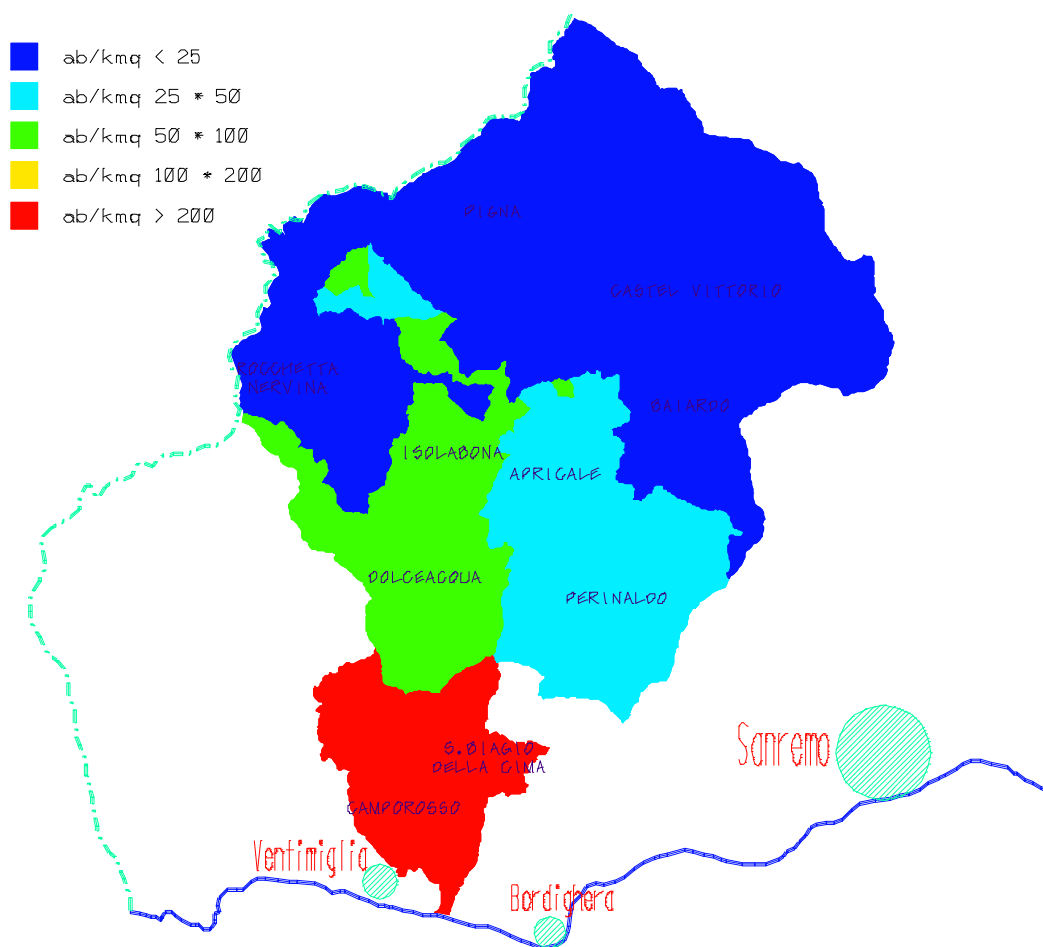 ab/kmq < 25
ab/kmq 25 * 50
ab/kmq 50 * 100
ab/kmq 100 * 200
ab/kmq > 200
PIGNA
CASTEL VITTORIO
ROCCHETTA
NERVINA
BAIARDO
ISOLABONA
APRICALE
DOLCEACQUA
PERINALDO
S.BIAGIO
DELLA CIMA
CAMPOROSSO
Sanremo
Ventimiglia
Bordighera